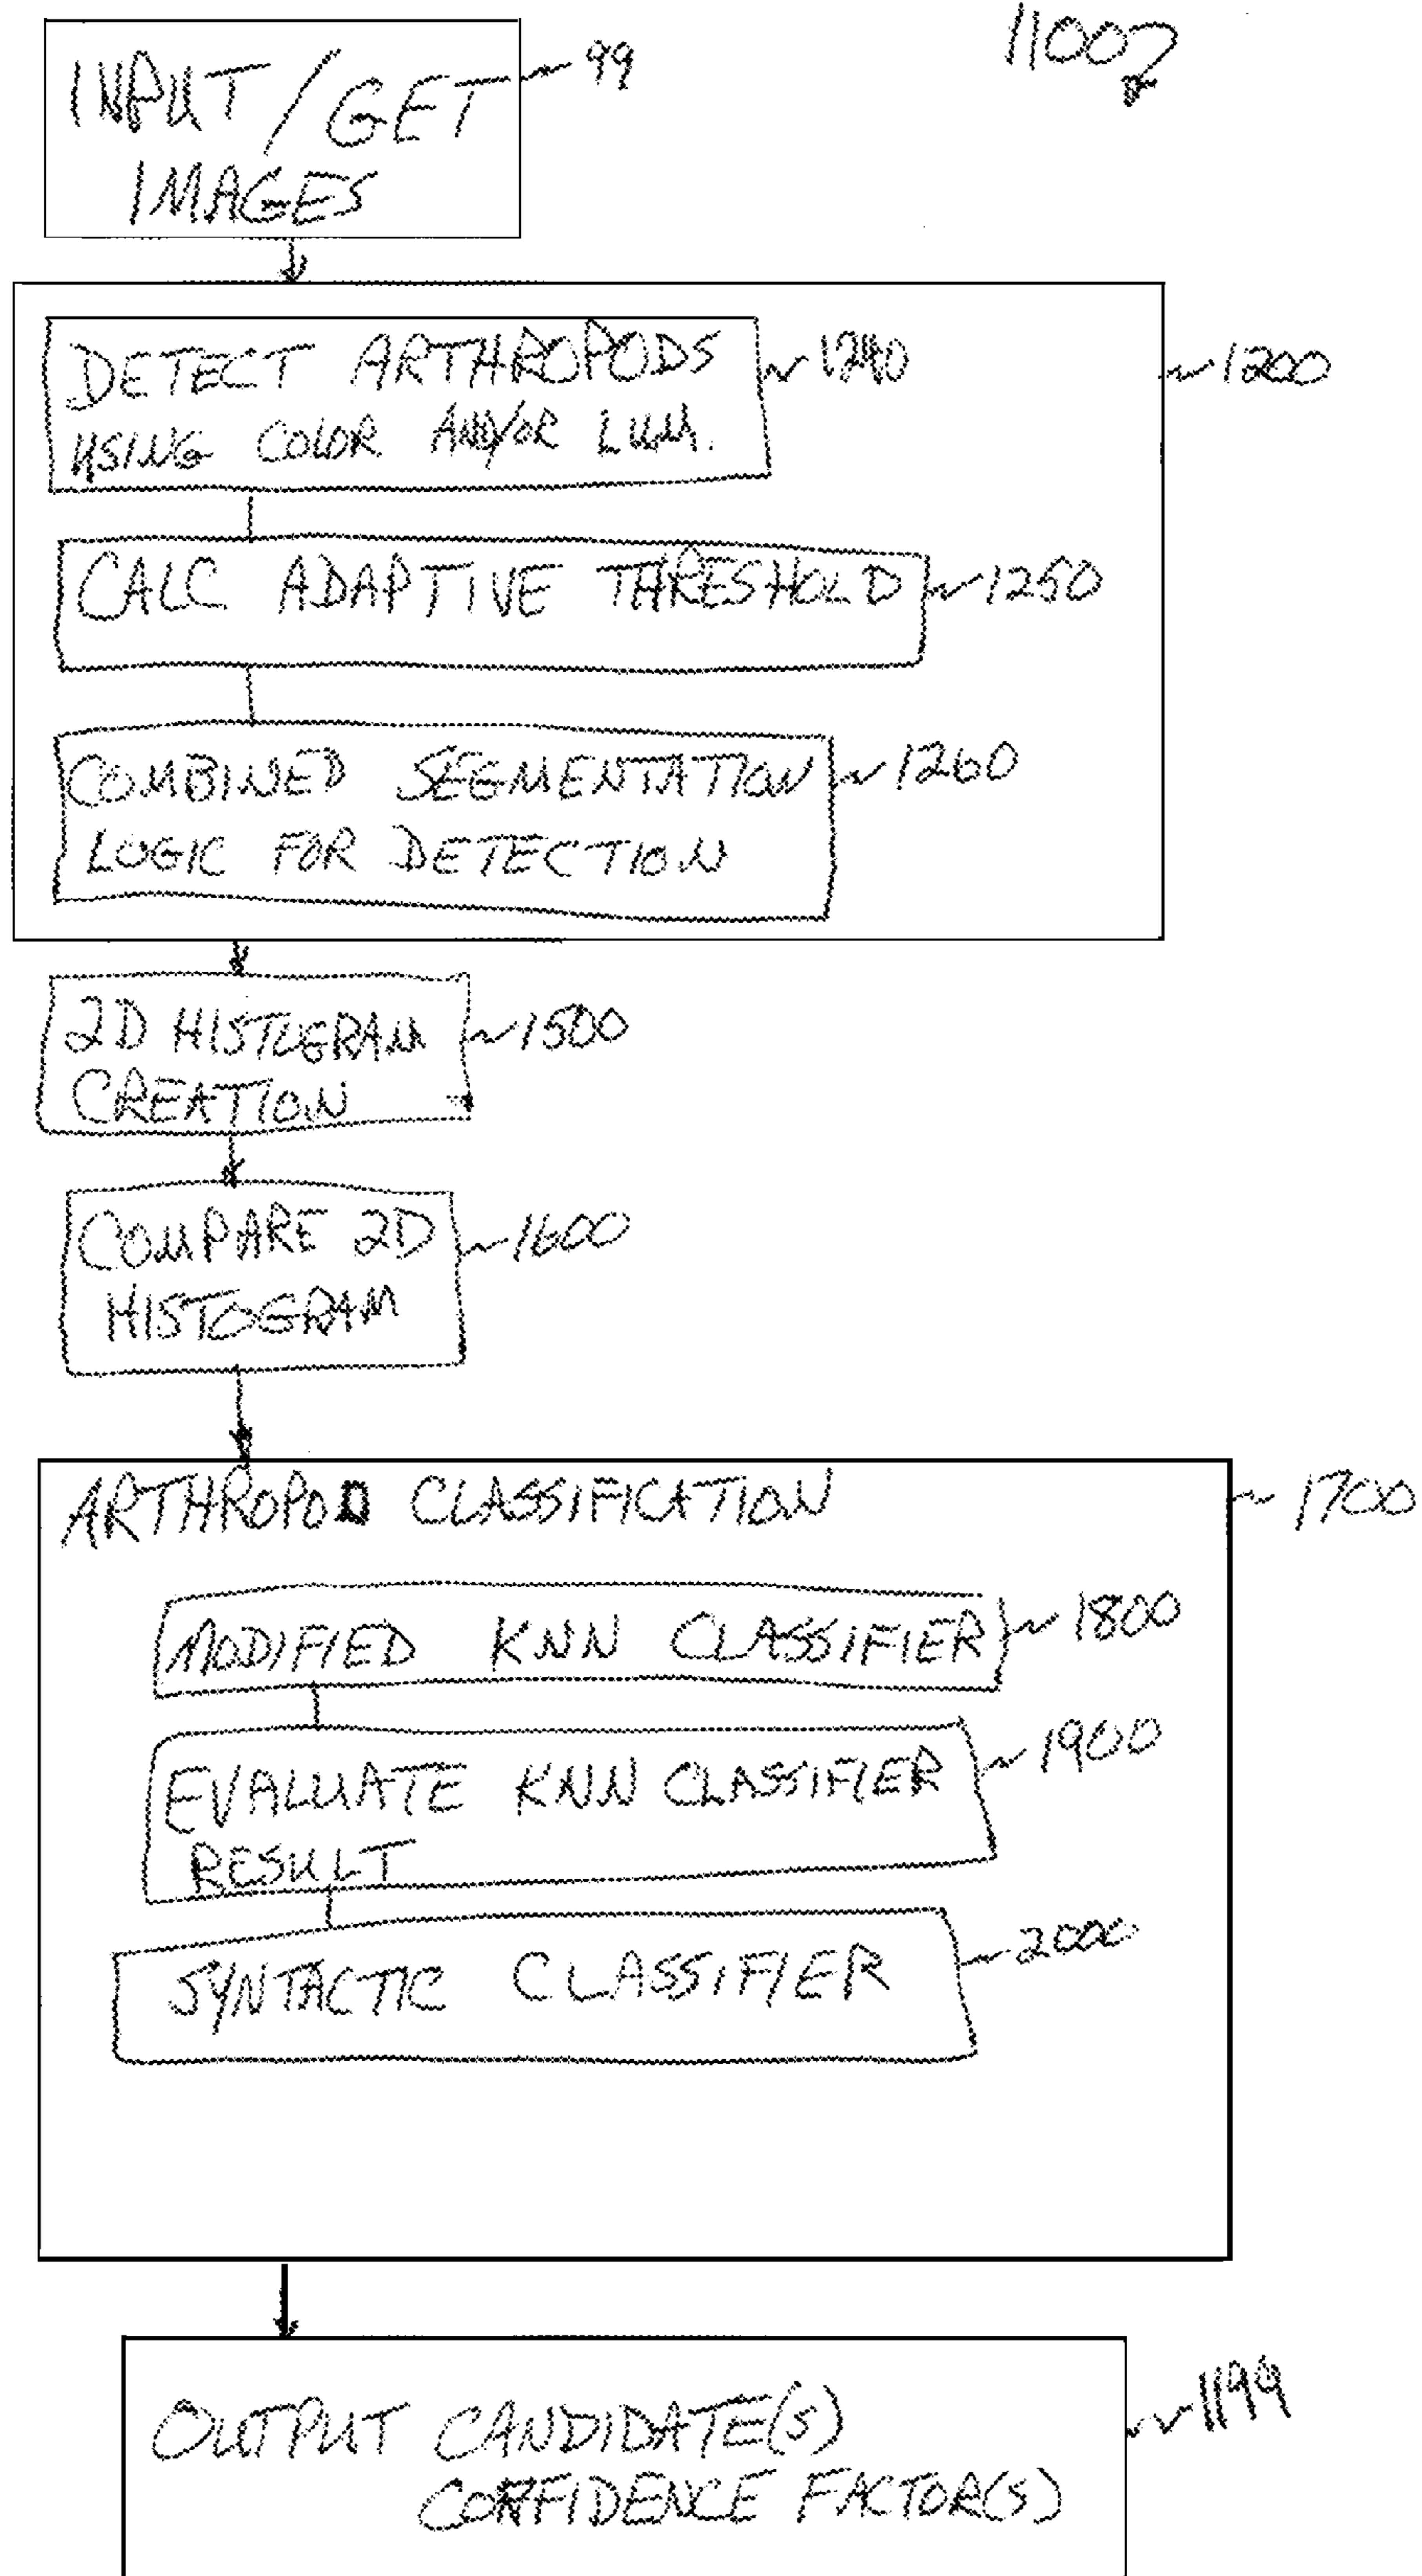 1100
INPUT/GET
IMAGES
99
DETECT ARTHROPODS
USING COLOR AND/OR LUM.
1240
1200
CALC ADAPTIVE THRESHOLD
1250
COMBINED SEGMENTATION
LOGIC FOR DETECTION
1260
2D HISTOGRAM
CREATION
1500
COMPARE 2D
HISTOGRAM
1600
ARTHROPOD CLASSIFICATION
1700
MODIFIED KNN CLASSIFIER
1800
EVALUATE KNN CLASSIFIER
RESULT
1900
SYNTACTIC CLASSIFIER
2000
OUTPUT CANDIDATE(S)
CONFIDENCE FACTOR(S)
1199